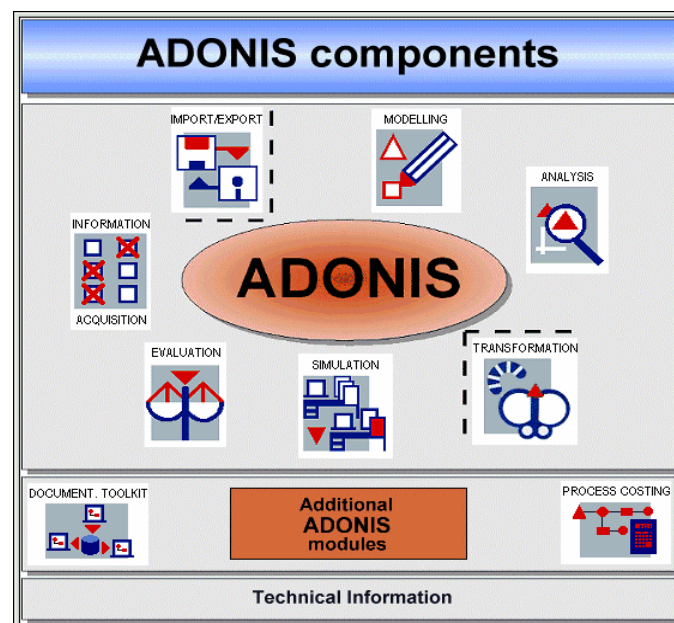 ADONIS components
IMPORT/EXPORT
MODELLING
ANALYSIS
INFORMATION
ACQUISITION
ADONIS
EVALUATION
SIMULATION
TRANSFORMATION
DOCUMENT. TOOLKIT
Additional
ADONIS
modules
PROCESS COSTING
Technical Information